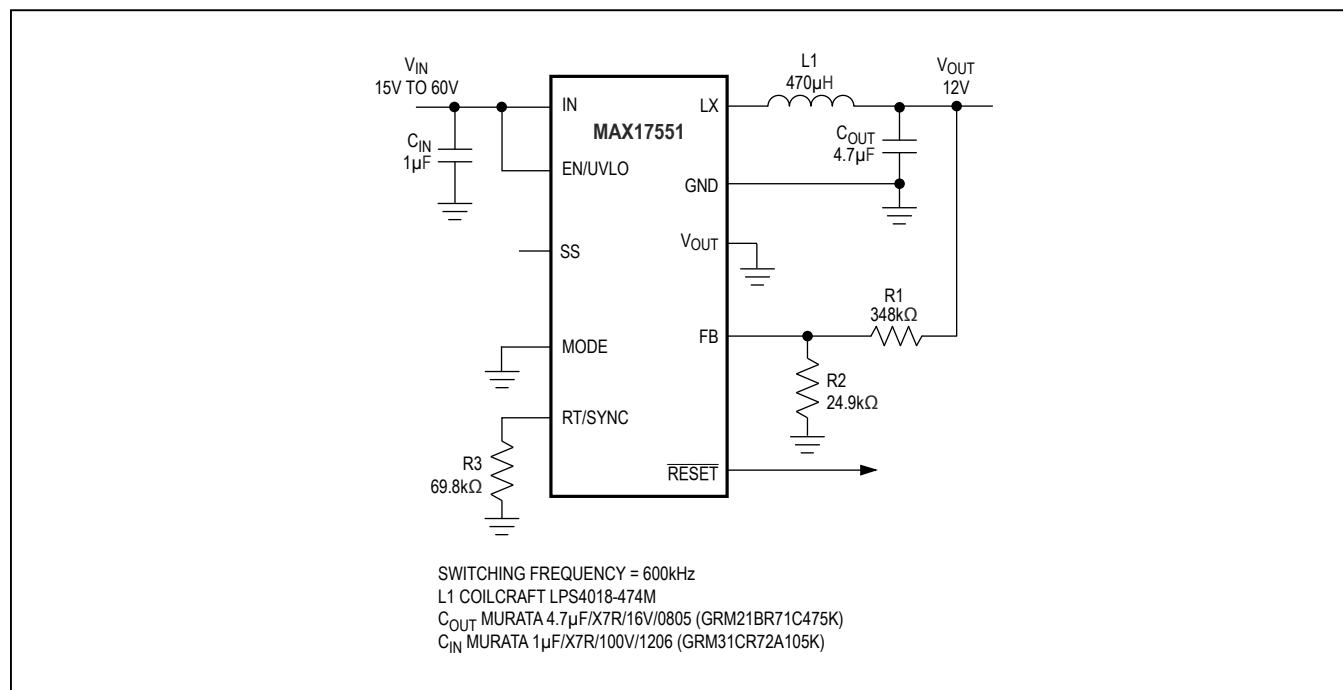 V_IN
15V TO 60V
C_IN
1µF
IN
EN/UVLO
SS
MODE
RT/SYNC
R3
69.8kΩ
MAX17551
LX
GND
V_OUT
FB
RESET
L1
470µH
V_OUT
12V
C_OUT
4.7µF
R1
348kΩ
R2
24.9kΩ
SWITCHING FREQUENCY = 600kHz
L1 COILCRAFT LPS4018-474M
C_OUT MURATA 4.7µF/X7R/16V/0805 (GRM21BR71C475K)
C_IN MURATA 1µF/X7R/100V/1206 (GRM31CR72A105K)